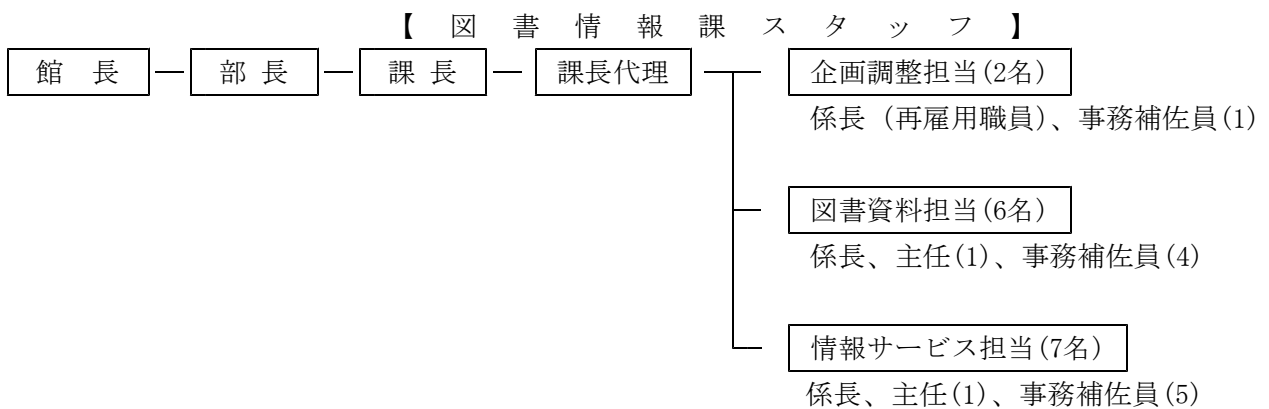 【 図 書 情 報 課 ス タ ッ フ 】
館 長
部 長
課 長
課長代理
企画調整担当(2名)
係長（再雇用職員)、事務補佐員(1)
図書資料担当(6名)
係長、主任(1)、事務補佐員(4)
情報サービス担当(7名)
係長、主任(1)、事務補佐員(5)